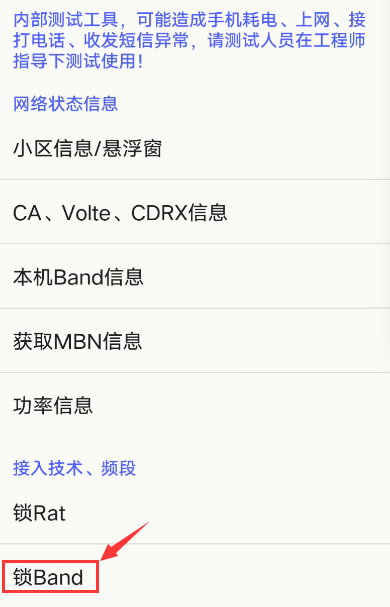 内部测试工具，可能造成手机耗电、上网、接
打电话、收发短信异常，请测试人员在工程师
指导下测试使用！
网络状态信息
小区信息/悬浮窗
CA、Volte、CDRX信息
本机Band信息
获取MBN信息
功率信息
接入技术、频段
锁Rat
锁Band